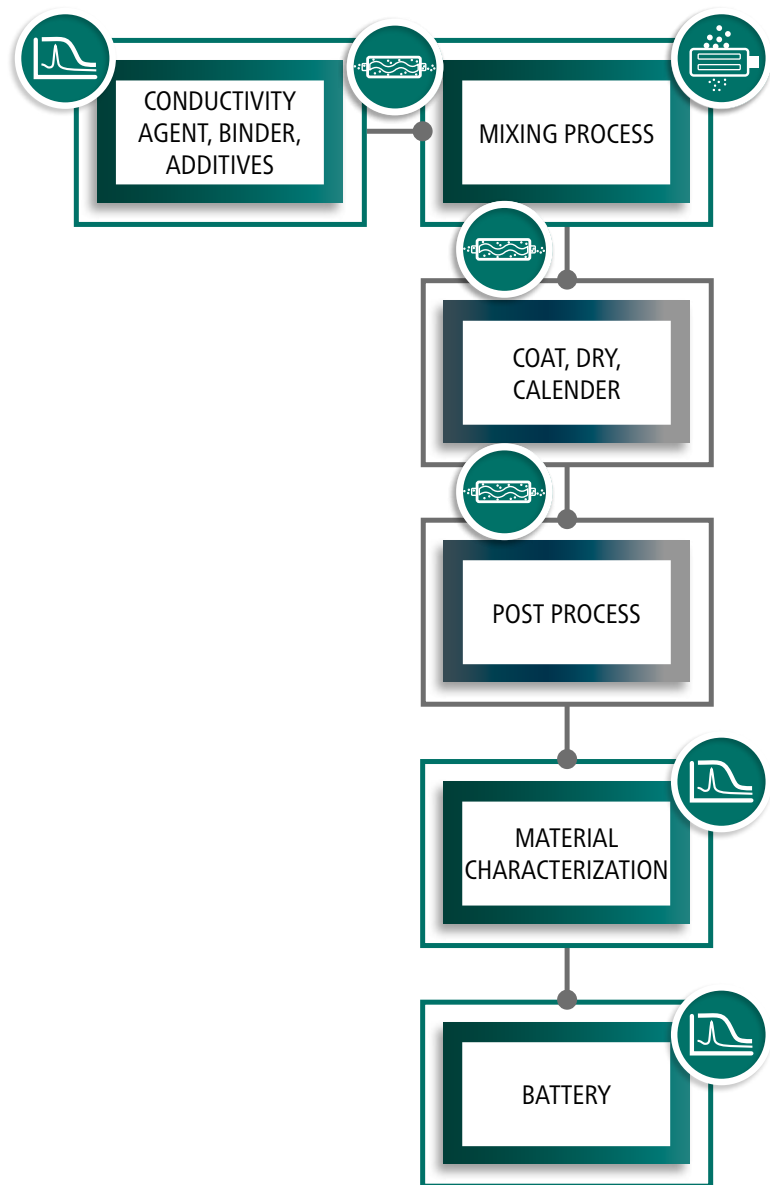 CONDUCTIVITY
AGENT, BINDER,
ADDITIVES
MIXING PROCESS
COAT, DRY,
CALENDER
POST PROCESS
MATERIAL
CHARACTERIZATION
BATTERY